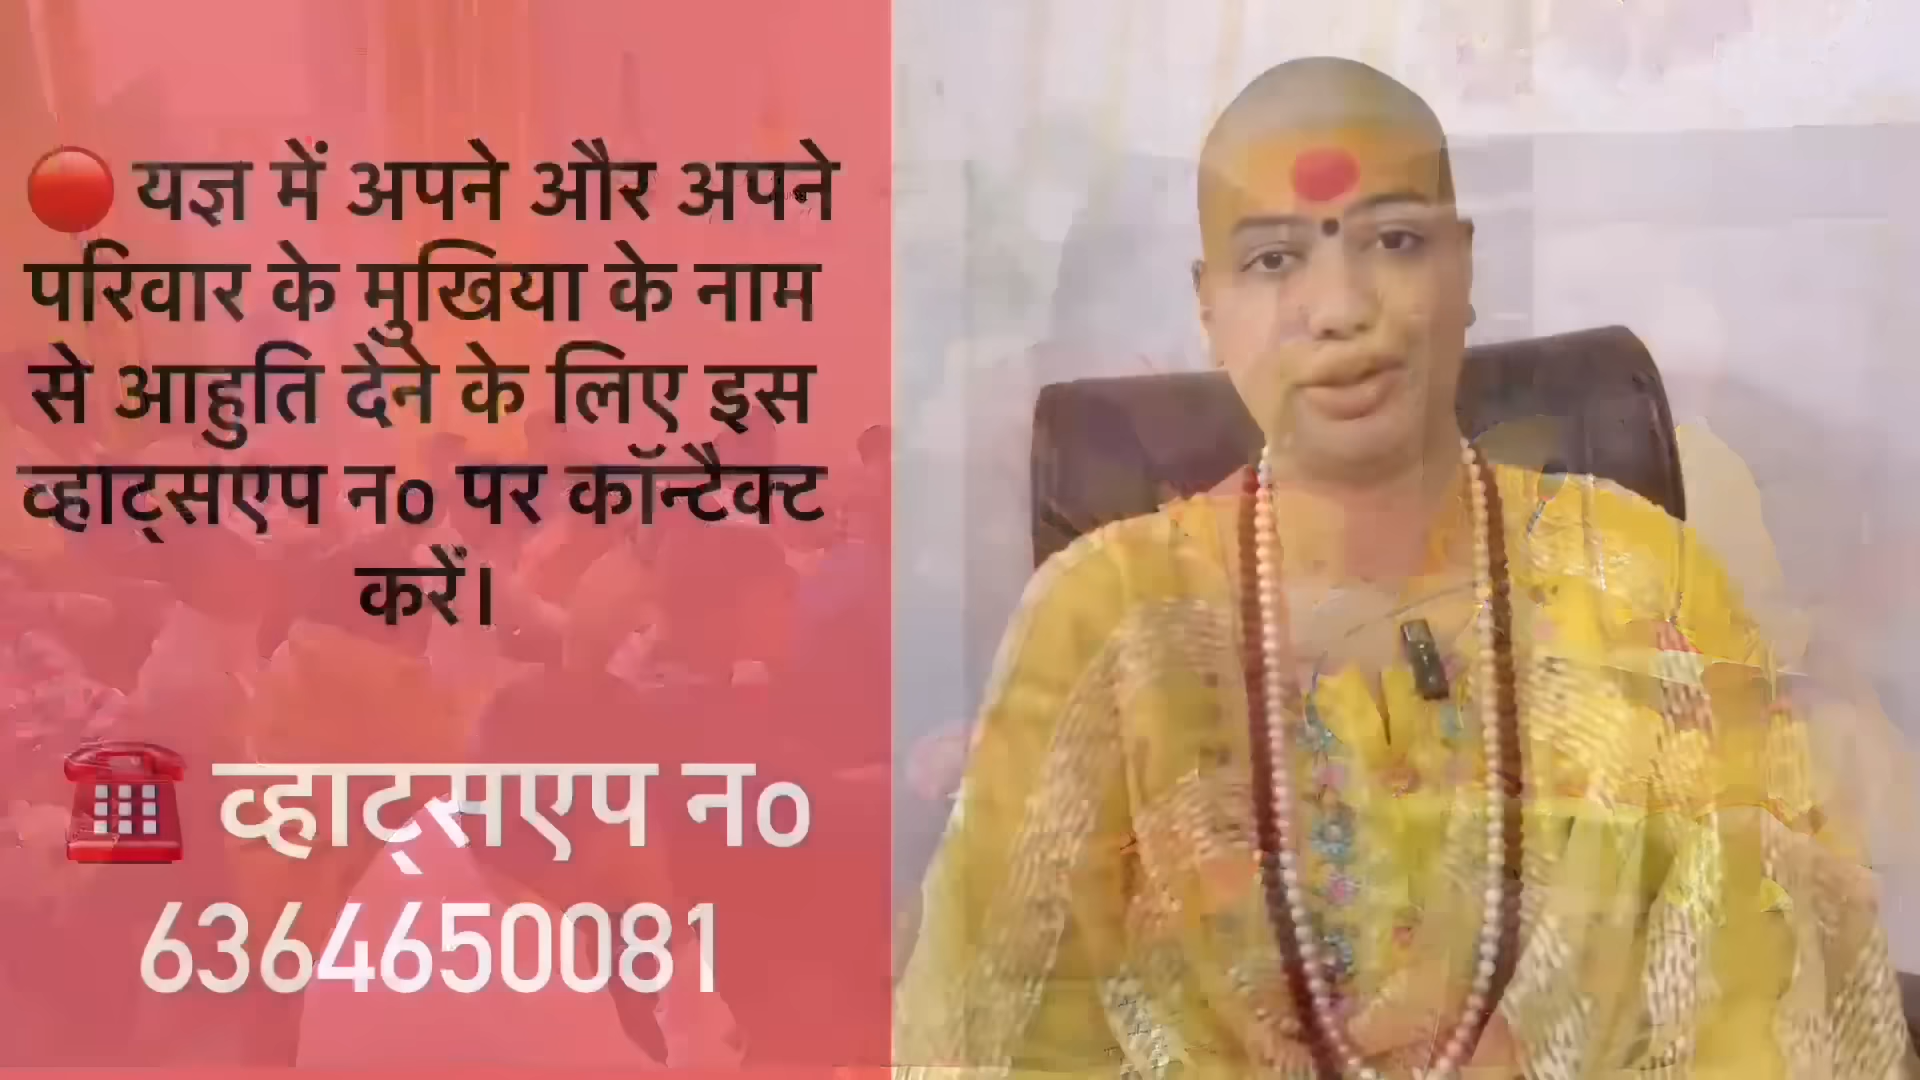 🔴 यज्ञ में अपने और अपने
परिवार के मुखिया के नाम
से आहुति देने के लिए इस
व्हाट्सएप न० पर कॉन्टैक्ट
करें।
☎️ व्हाट्सएप न०
6364650081